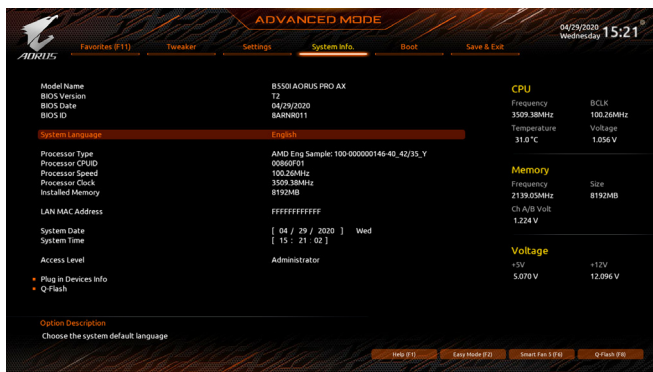 ADVANCED MODE
04/29/2020 Wednesday 15:21
AORUS
Favorites (F11) Tweaker Settings System Info. Boot Save & Exit
Model Name B550I AORUS PRO AX
BIOS Version T2
BIOS Date 04/29/2020
BIOS ID 8ARNR011
System Language English
Processor Type AMD Eng Sample: 100-000000146-40_42/35_Y
Processor CPUID 00860F01
Processor Speed 100.26MHz
Processor Clock 3509.38MHz
Installed Memory 8192MB
LAN MAC Address FFFFFFFFFFFF
System Date [ 04 / 29 / 2020 ] Wed
System Time [ 15 : 21 : 02 ]
Access Level Administrator
Plug in Devices Info
Q-Flash
CPU
Frequency BCLK
3509.38MHz 100.26MHz
Temperature Voltage
31.0 °C 1.056 V
Memory
Frequency Size
2139.05MHz 8192MB
Ch A/B Volt
1.224 V
Voltage
+5V +12V
5.070 V 12.096 V
Option Description
Choose the system default language
Help (F1) Easy Mode (F2) Smart Fan 5 (F6) Q-Flash (F8)